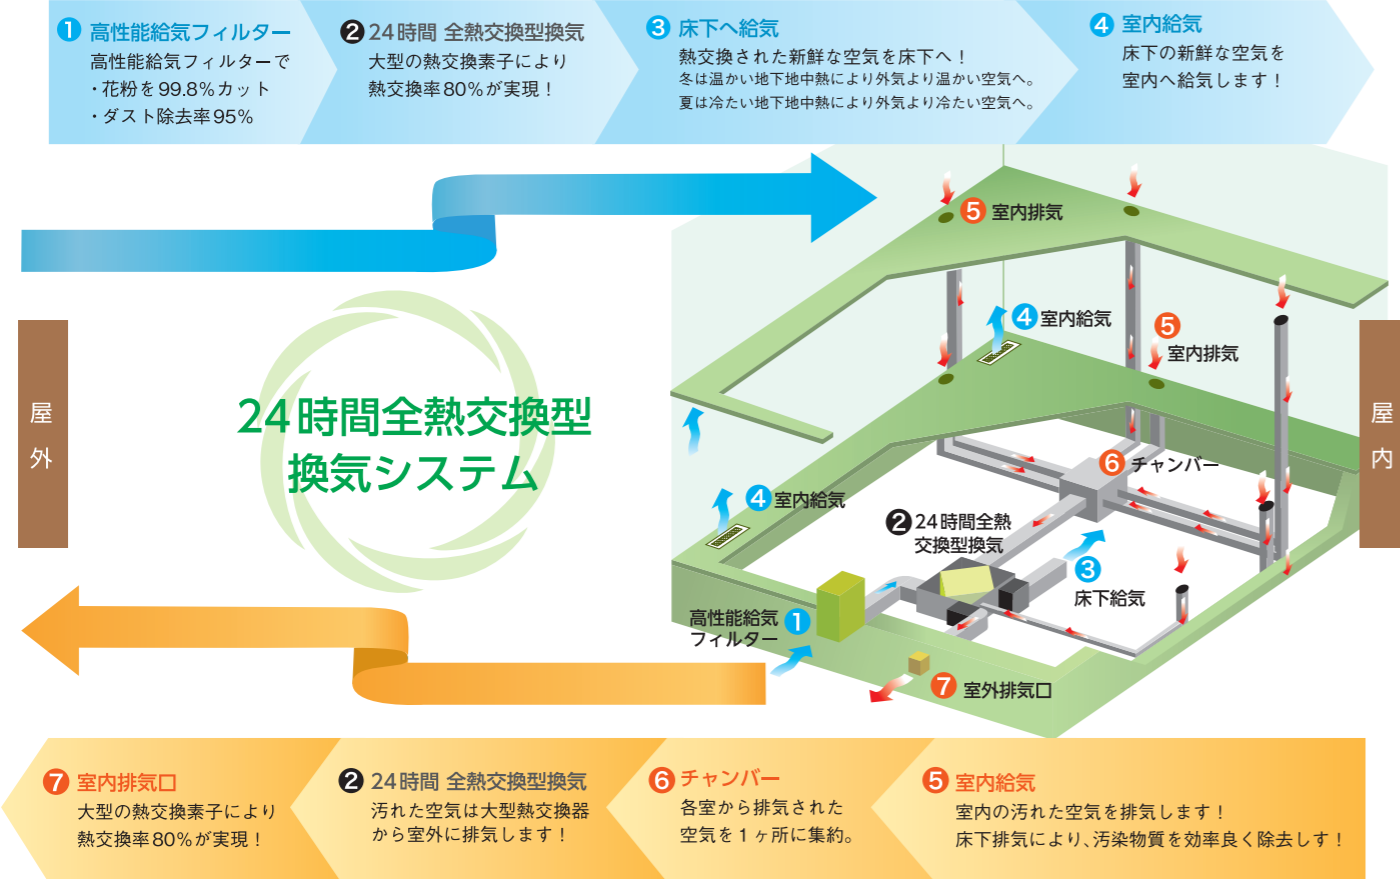 1 高性能給気フィルター
高性能給気フィルターで
・花粉を99.8%カット
・ダスト除去率95%
2 24時間 全熱交換型換気
大型の熱交換素子により
熱交換率80%が実現！
3 床下へ給気
熱交換された新鮮な空気を床下へ！
冬は温かい地下地中熱により外気より温かい空気へ。
夏は冷たい地下地中熱により外気より冷たい空気へ。
4 室内給気
床下の新鮮な空気を
室内へ給気します！
屋外
24時間全熱交換型
換気システム
5 室内排気
4 室内給気
5
室内排気
6 チャンバー
4 室内給気
2 24時間全熱
交換型換気
3
床下給気
高性能給気
フィルター
1
7 室外排気口
屋内
7 室内排気口
大型の熱交換素子により
熱交換率80%が実現！
2 24時間 全熱交換型換気
汚れた空気は大型熱交換器
から室外に排気します！
6 チャンバー
各室から排気された
空気を1ヶ所に集約。
5 室内給気
室内の汚れた空気を排気します！
床下排気により、汚染物質を効率良く除去しす！